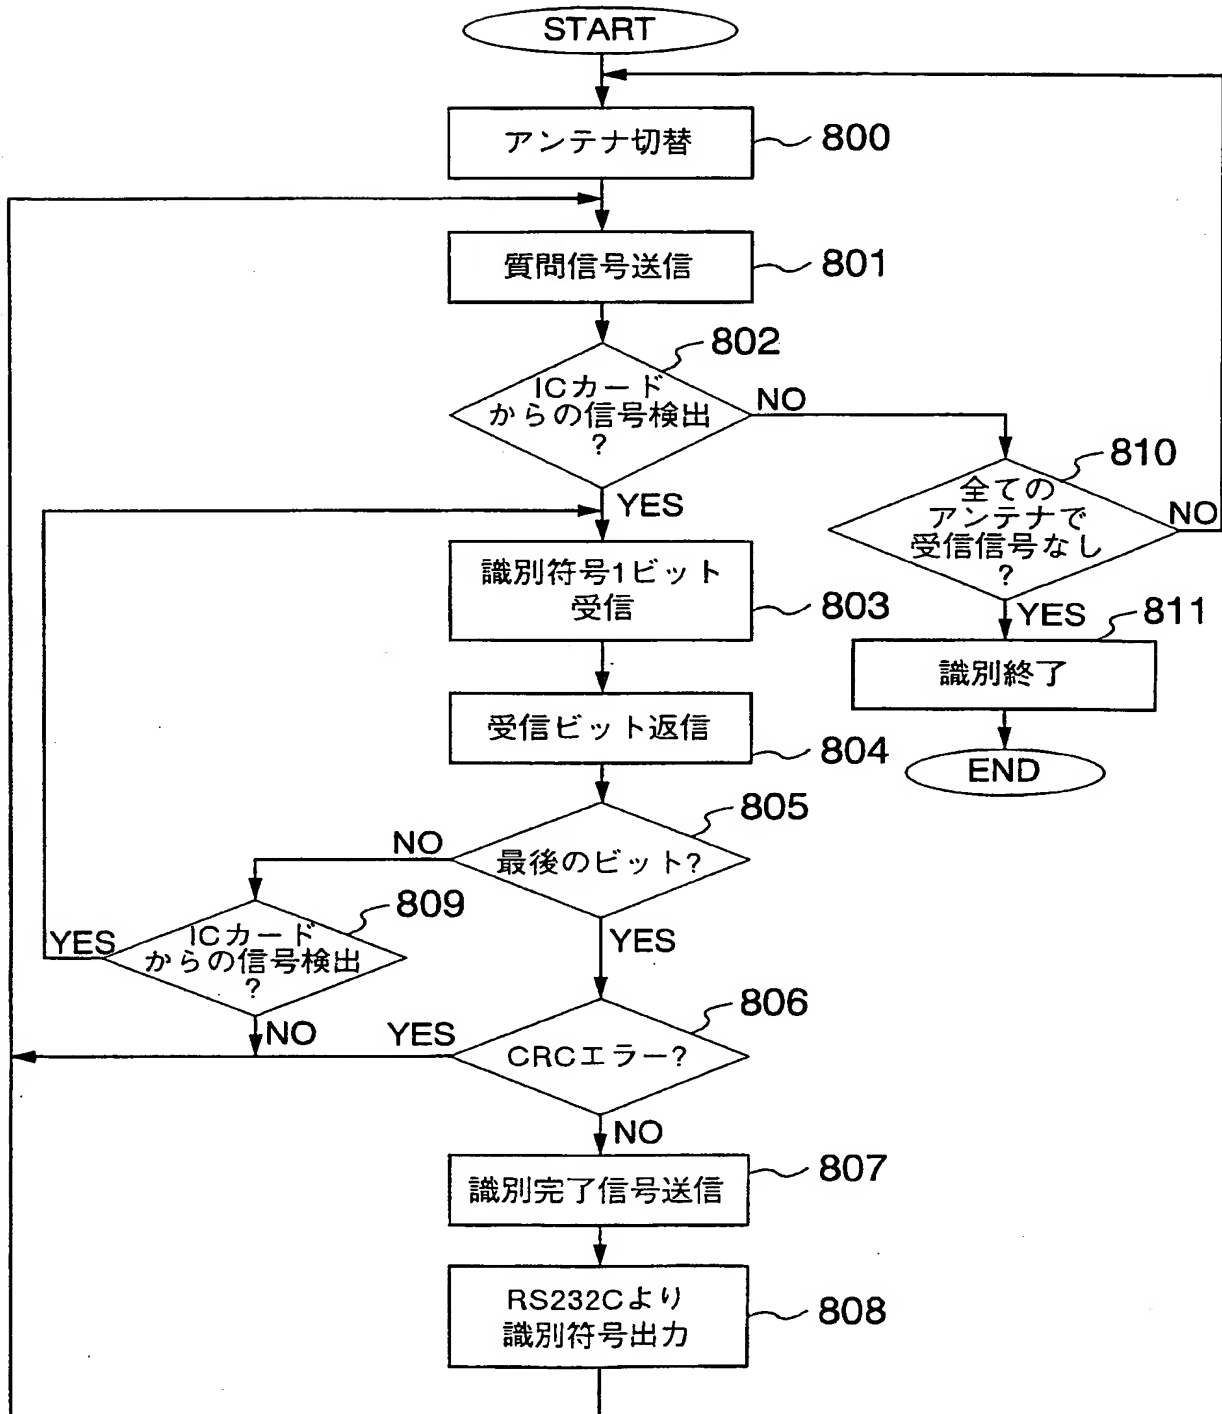 START
アンテナ切替
800
質問信号送信
801
802
ICカード
からの信号検出
?
NO
YES
810
全ての
アンテナで
受信信号なし
?
NO
YES
識別符号1ビット
受信
803
811
識別終了
受信ビット返信
804
END
805
最後のビット?
NO
YES
809
ICカード
からの信号検出
?
YES
NO
806
CRCエラー?
YES
NO
識別完了信号送信
807
RS232Cより
識別符号出力
808